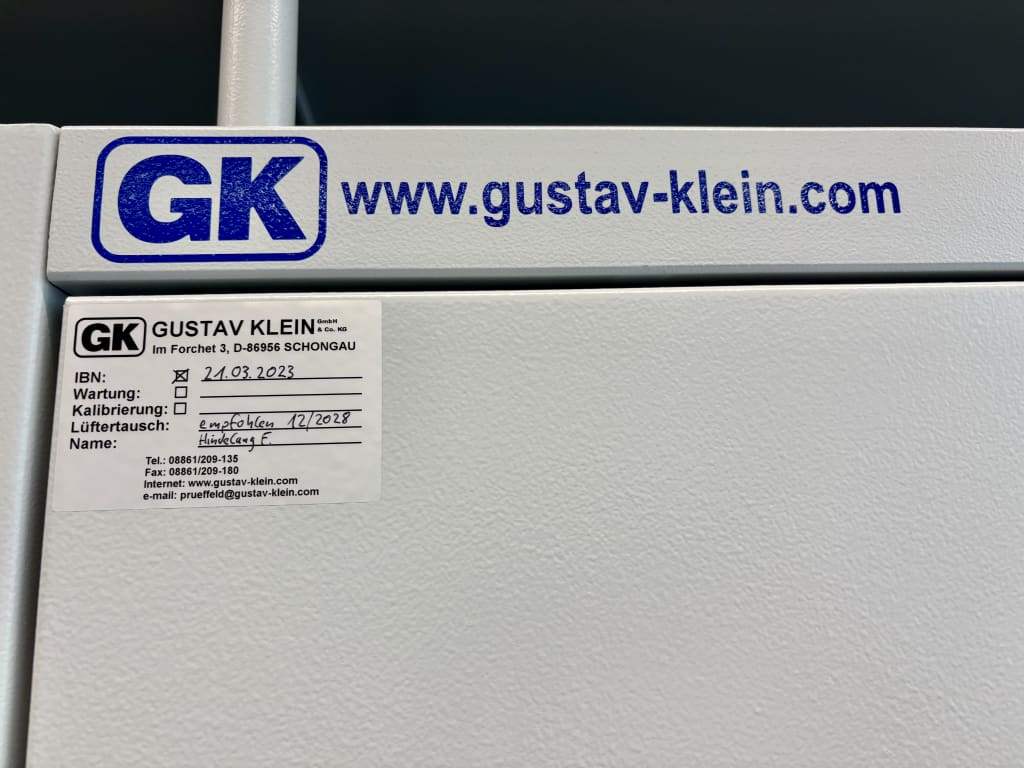 GK www.gustav-klein.com
GK GUSTAV KLEIN GmbH & Co. KG
Im Forchet 3, D-86956 SCHONGAU
IBN: 21.03.2023
Wartung:
Kalibrierung:
Lüftertausch: empfohlen 12/2028
Name: Hindelang F.
Tel.: 08861/209-135
Fax: 08861/209-180
Internet: www.gustav-klein.com
e-mail: prueffeld@gustav-klein.com